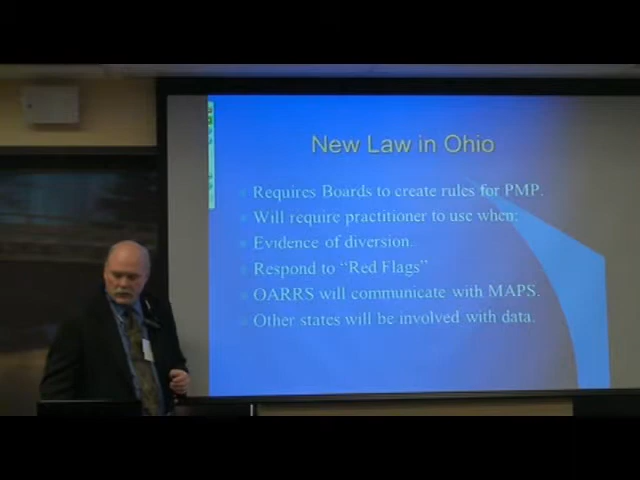 New Law in Ohio
Requires Boards to create rules for PMP.
Will require practitioner to use when:
Evidence of diversion.
Respond to “Red Flags”
OARRS will communicate with MAPS.
Other states will be involved with data.